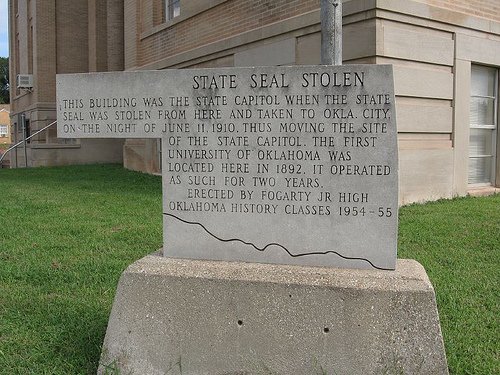 STATE SEAL STOLEN
THIS BUILDING WAS THE STATE CAPITOL WHEN THE STATE
SEAL WAS STOLEN FROM HERE AND TAKEN TO OKLA. CITY
ON THE NIGHT OF JUNE 11, 1910. THUS MOVING THE SITE
OF THE STATE CAPITOL. THE FIRST
UNIVERSITY OF OKLAHOMA WAS
LOCATED HERE IN 1892. IT OPERATED
AS SUCH FOR TWO YEARS.
ERECTED BY FOGARTY JR HIGH
OKLAHOMA HISTORY CLASSES 1954-55